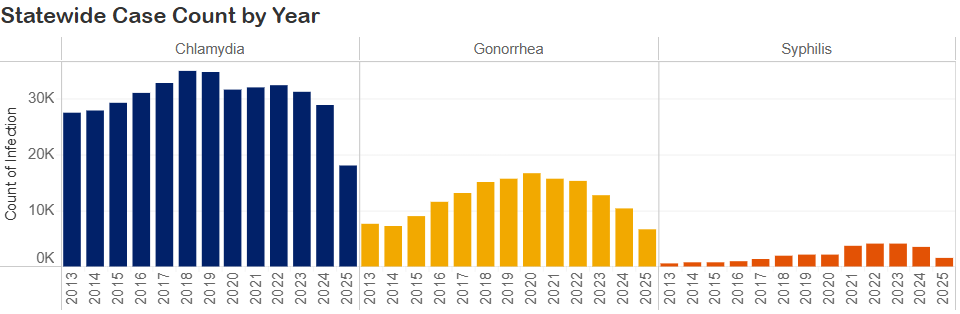 Statewide Case Count by Year
Chlamydia Gonorrhea Syphilis
Count of Infection
30K
20K
10K
0K
2013 2014 2015 2016 2017 2018 2019 2020 2021 2022 2023 2024 2025 2013 2014 2015 2016 2017 2018 2019 2020 2021 2022 2023 2024 2025 2013 2014 2015 2016 2017 2018 2019 2020 2021 2022 2023 2024 2025